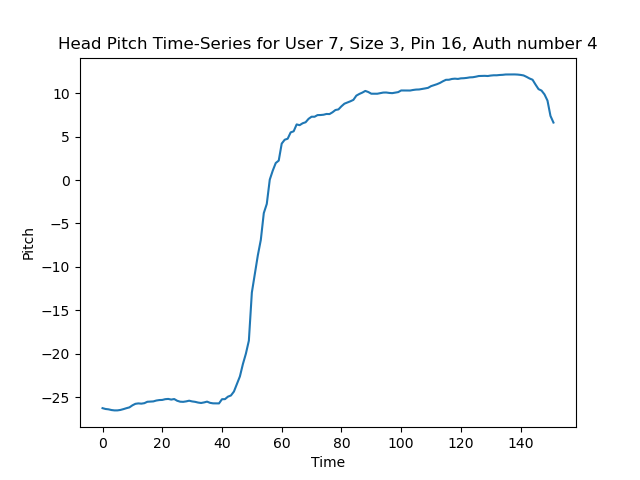 Head Pitch Time-Series for User 7, Size 3, Pin 16, Auth number 4
10
5
0
−5
−10
−15
−20
−25
Pitch
0 20 40 60 80 100 120 140
Time